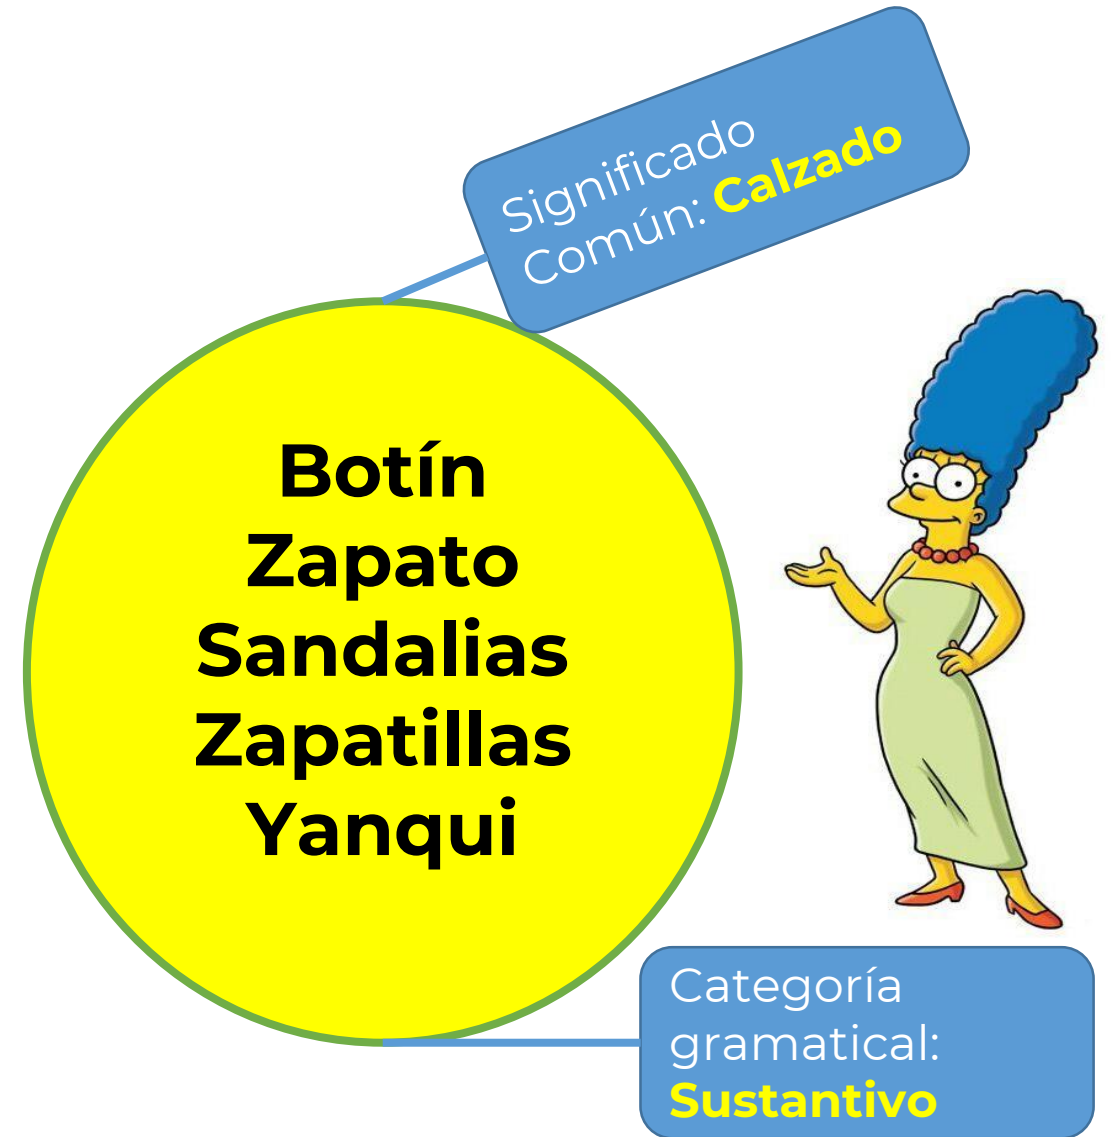 Significado
Común: Calzado
Botín
Zapato
Sandalias
Zapatillas
Yanqui
Categoría
gramatical:
Sustantivo